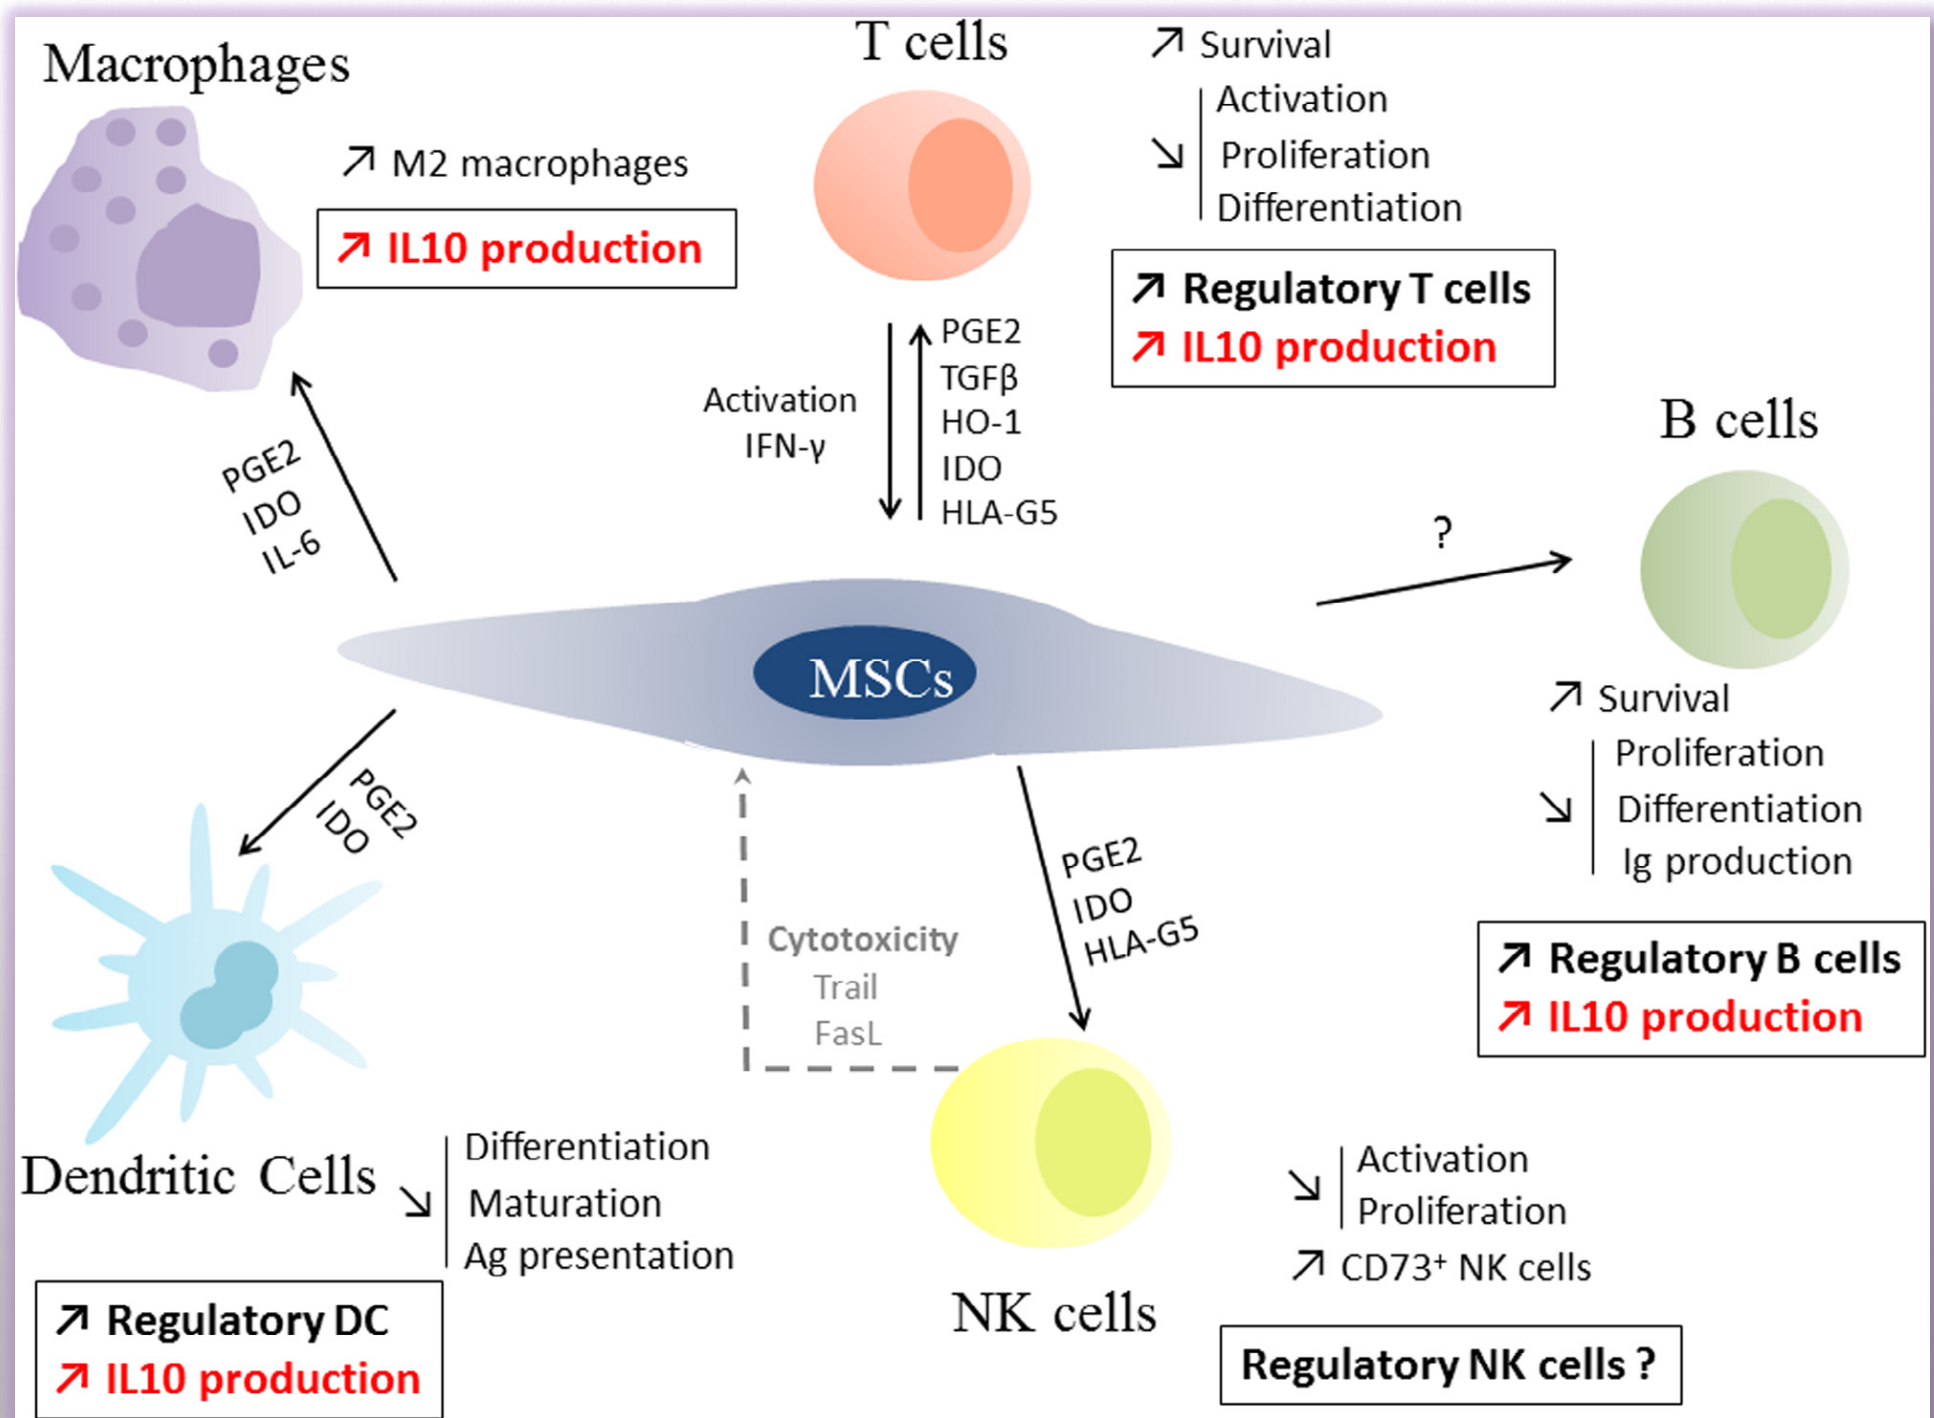 Macrophages
↗ M2 macrophages
↗ IL10 production
T cells
↗ Survival
Activation
↘ Proliferation
Differentiation
↗ Regulatory T cells
↗ IL10 production
Activation
IFN-γ
PGE2
TGFβ
HO-1
IDO
HLA-G5
PGE2
IDO
IL-6
B cells
?
↗ Survival
Proliferation
↘ Differentiation
Ig production
↗ Regulatory B cells
↗ IL10 production
MSCs
PGE2
IDO
PGE2
IDO
HLA-G5
Cytotoxicity
Trail
FasL
Dendritic Cells
Differentiation
↘ Maturation
Ag presentation
↗ Regulatory DC
↗ IL10 production
NK cells
↘ Activation
Proliferation
↗ CD73⁺ NK cells
Regulatory NK cells ?